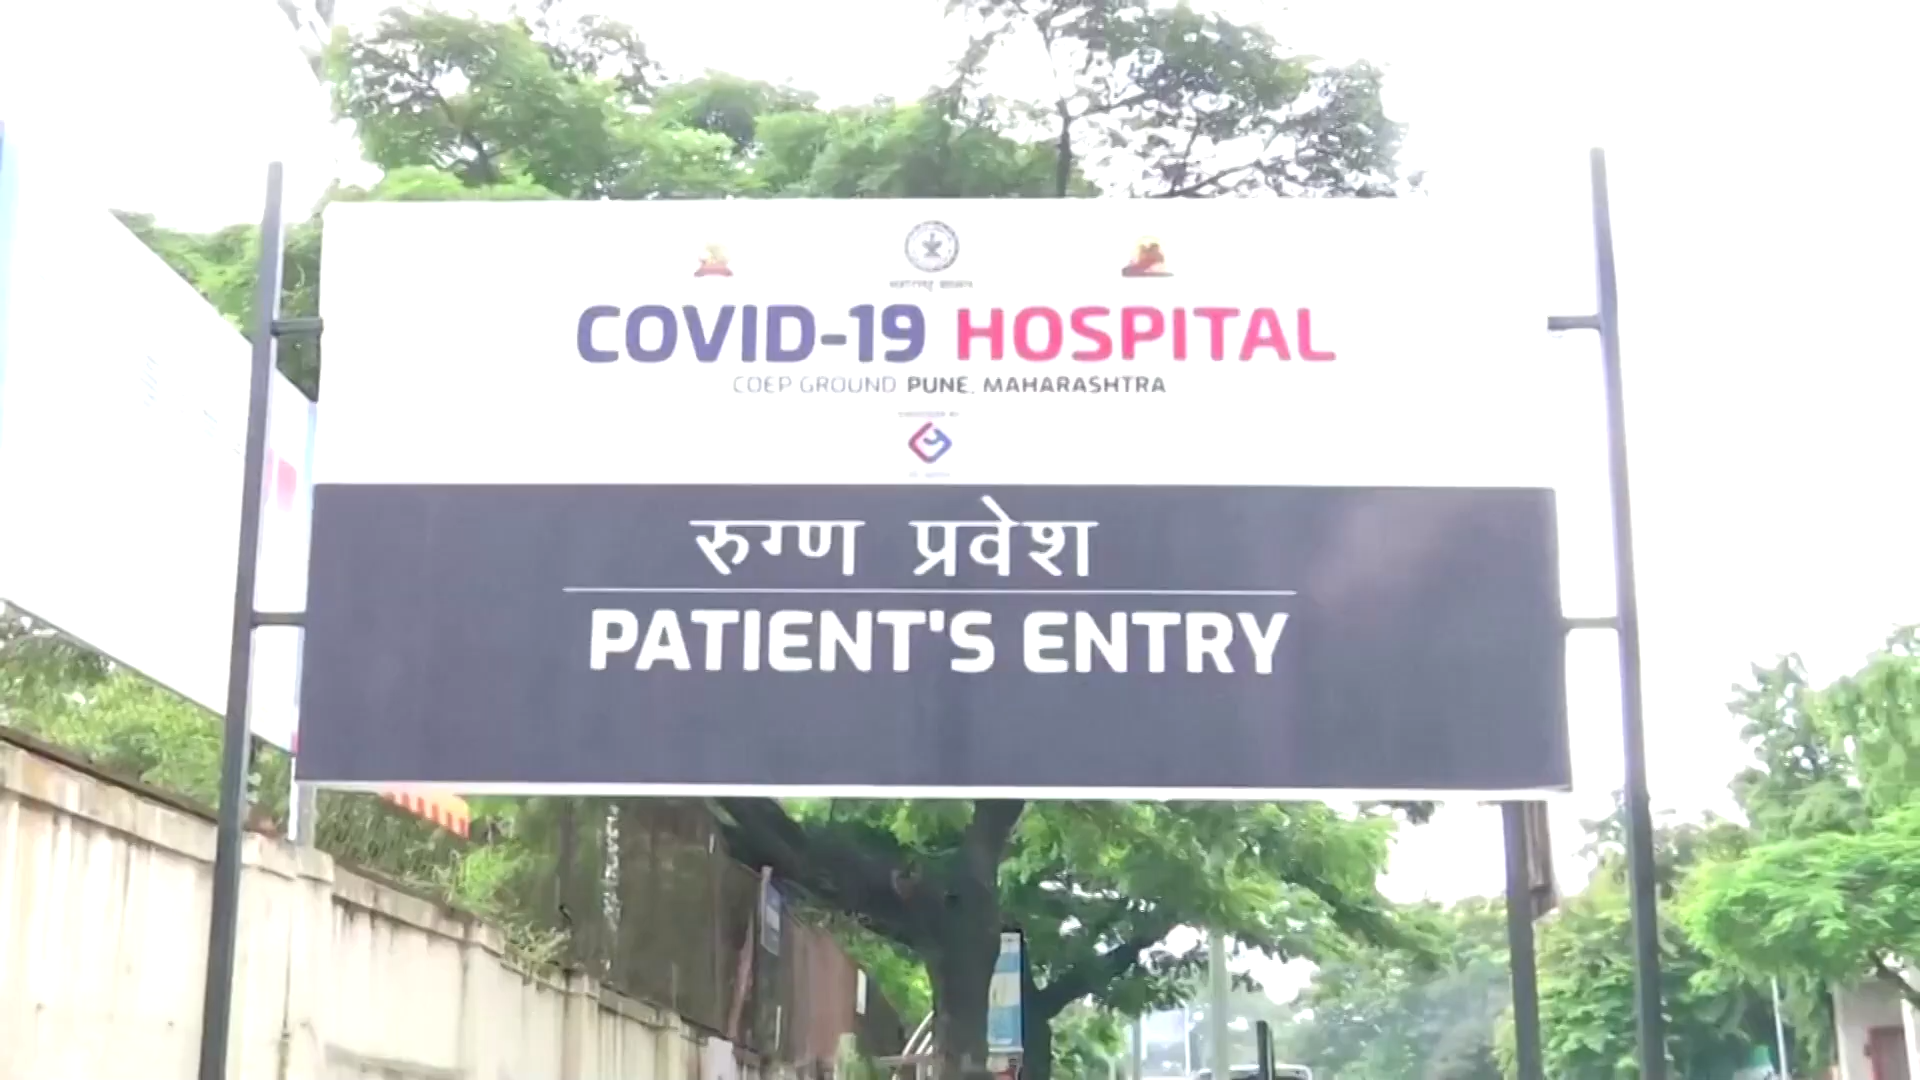 COVID-19 HOSPITAL
COEP GROUND PUNE, MAHARASHTRA
रुग्ण प्रवेश
PATIENT'S ENTRY